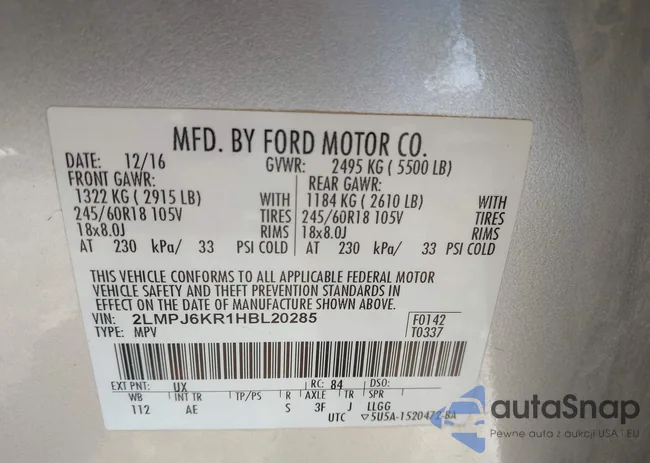 MFD. BY FORD MOTOR CO.
DATE: 12/16 GVWR: 2495 KG ( 5500 LB)
FRONT GAWR: REAR GAWR:
1322 KG ( 2915 LB) WITH 1184 KG ( 2610 LB) WITH
245/60R18 105V TIRES 245/60R18 105V TIRES
18x8.0J RIMS 18x8.0J RIMS
AT 230 kPa/ 33 PSI COLD AT 230 kPa/ 33 PSI COLD
THIS VEHICLE CONFORMS TO ALL APPLICABLE FEDERAL MOTOR
VEHICLE SAFETY AND THEFT PREVENTION STANDARDS IN
EFFECT ON THE DATE OF MANUFACTURE SHOWN ABOVE.
VIN: 2LMPJ6KR1HBL20285 F0142
TYPE: MPV T0337
EXT PNT: UX RC: 84 DSO:
WB INT TR TP/PS R AXLE TR SPR
112 AE S 3F J LLGG
UTC ▽5U5A-1520472-BA
autoSnap
Pewne auta z aukcji USA i EU